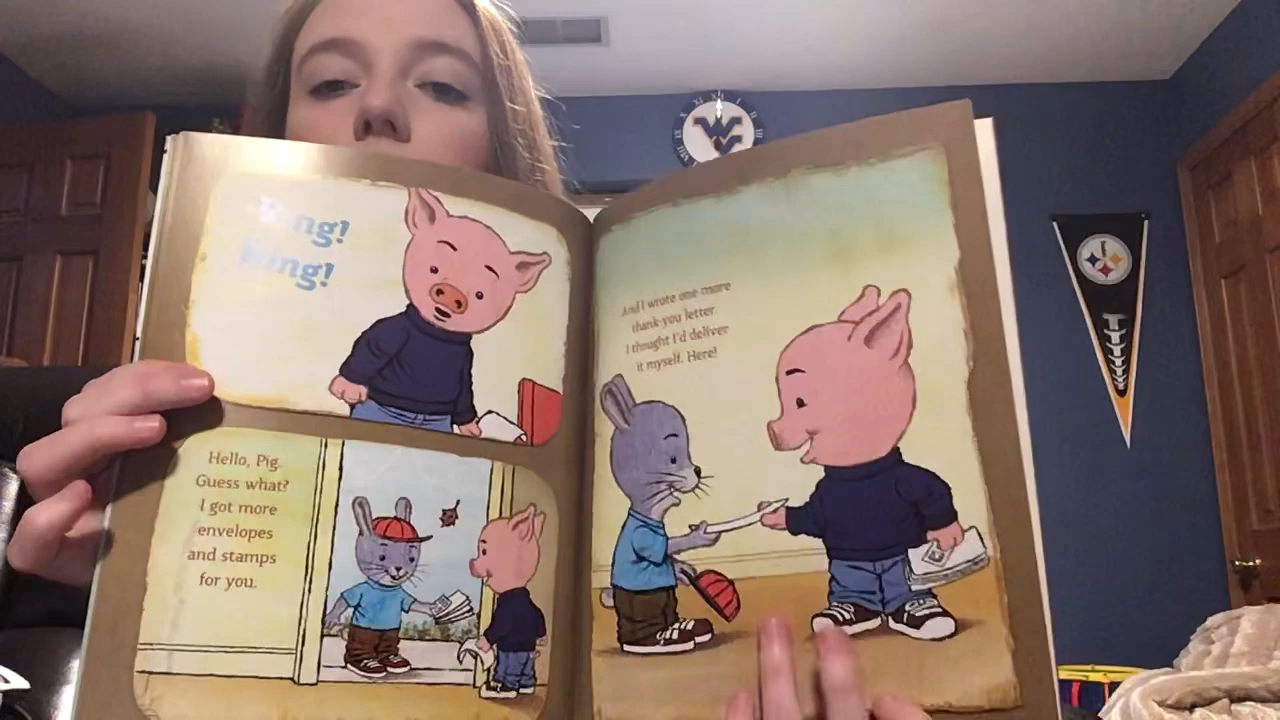 Ring!
Ring!
Hello, Pig.
Guess what?
I got more
envelopes
and stamps
for you.
And I wrote one more
thank-you letter.
I thought I'd deliver
it myself. Here!